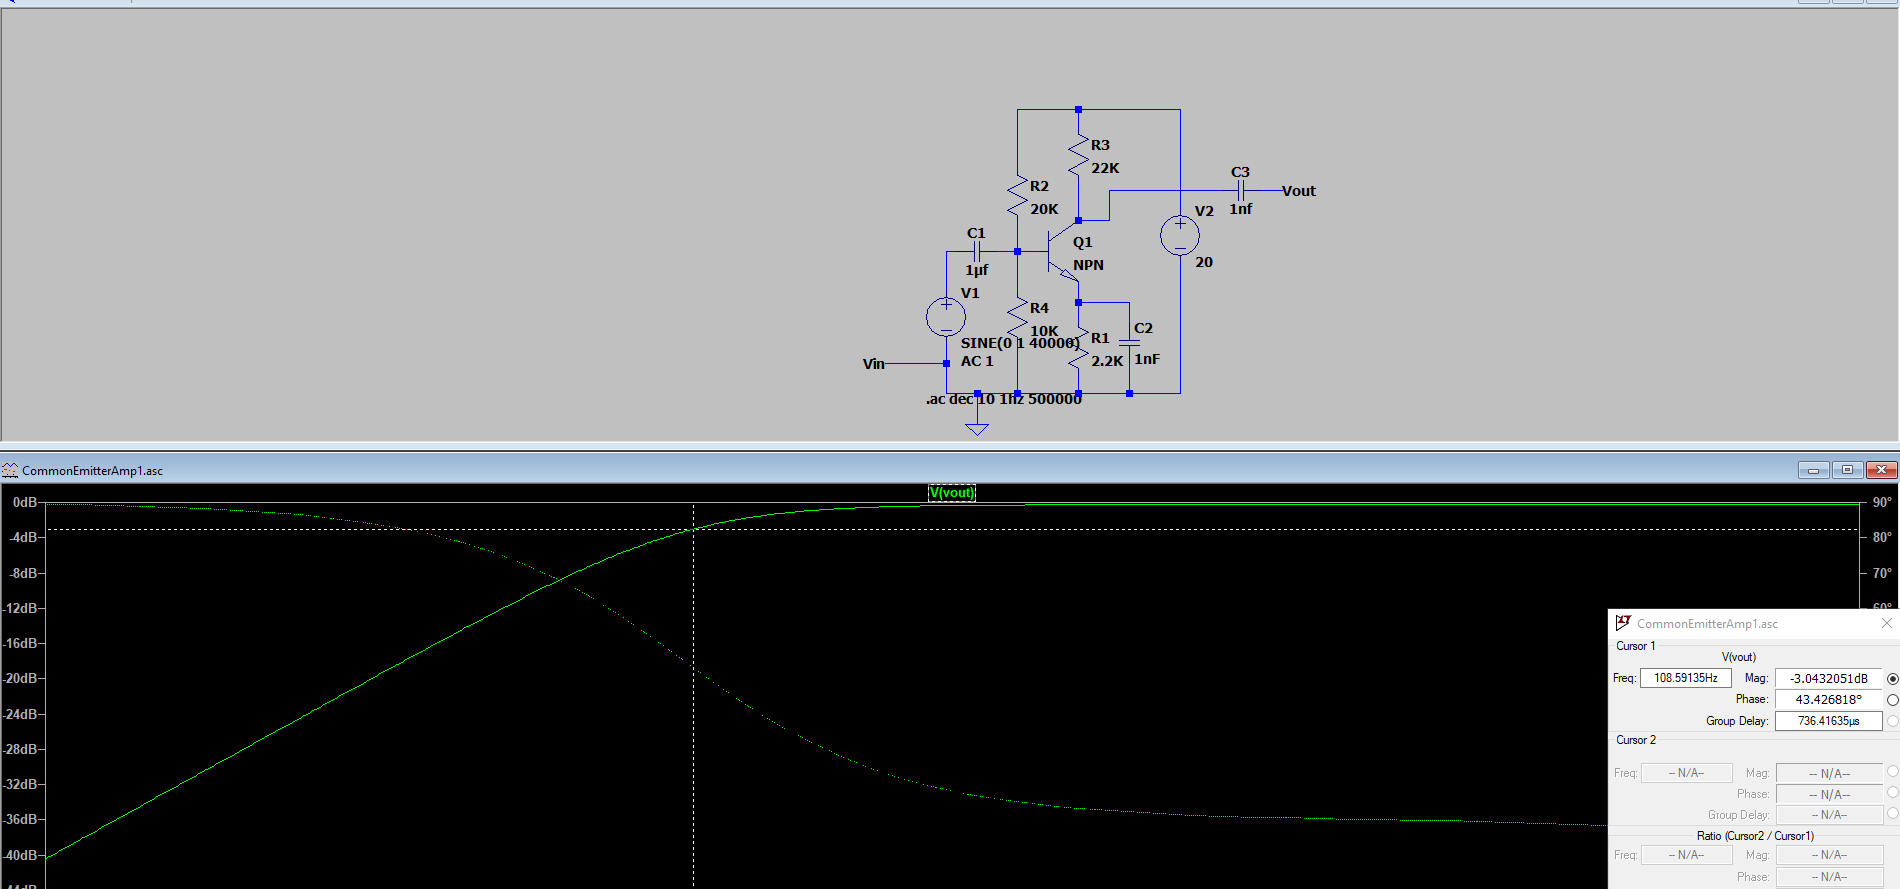 R3
22K
C3
1nf
Vout
R2
20K
V2
20
C1
1µf
Q1
NPN
V1
R4
10K
SINE(0 1 40000)
AC 1
R1
2.2K
C2
1nF
Vin
.ac dec 10 1hz 500000
CommonEmitterAmp1.asc
V(vout)
0dB
-4dB
-8dB
-12dB
-16dB
-20dB
-24dB
-28dB
-32dB
-36dB
-40dB
-44dB
90°
80°
70°
60°
CommonEmitterAmp1.asc
Cursor 1
V(vout)
Freq: 108.59135Hz Mag: -3.0432051dB
Phase: 43.426818°
Group Delay: 736.41635µs
Cursor 2
Freq: -- N/A-- Mag: -- N/A--
Phase: -- N/A--
Group Delay: -- N/A--
Ratio (Cursor2 / Cursor1)
Freq: -- N/A-- Mag: -- N/A--
Phase: -- N/A--